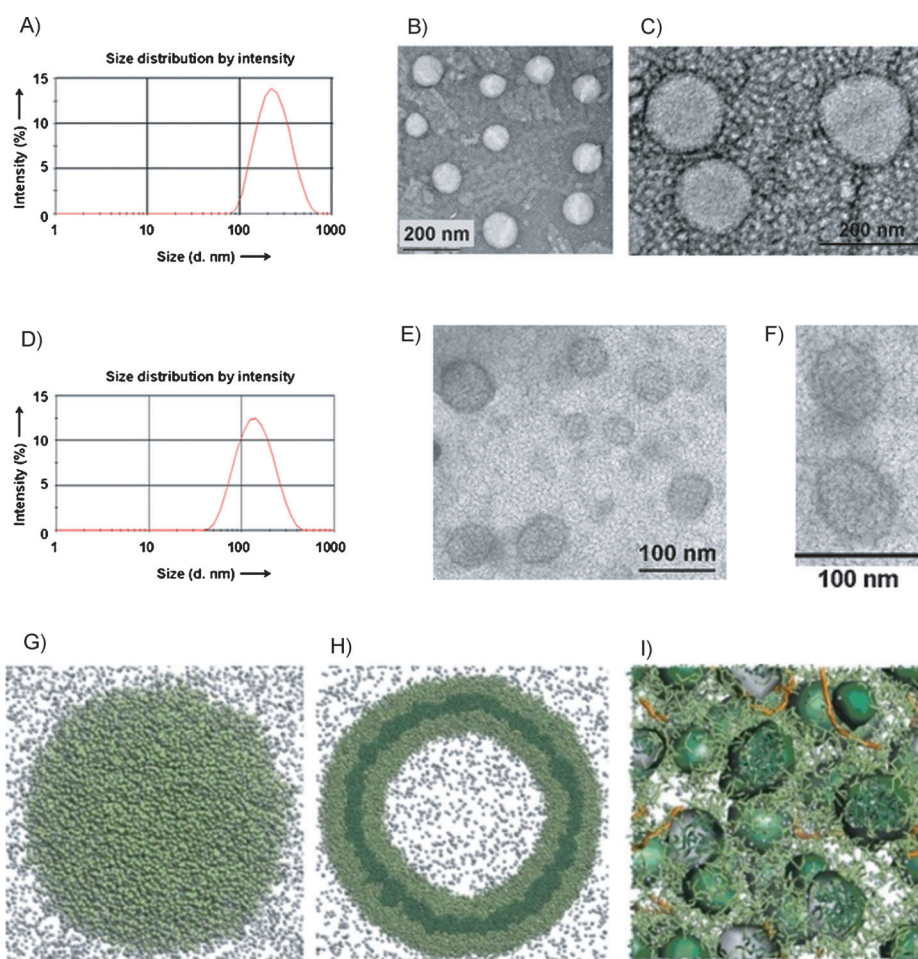 A)
Size distribution by intensity
15
10
5
0
Intensity (%)
1 10 100 1000
Size (d. nm)
B)
200 nm
C)
200 nm
D)
Size distribution by intensity
15
10
5
0
Intensity (%)
1 10 100 1000
Size (d. nm)
E)
100 nm
F)
100 nm
G)
H)
I)